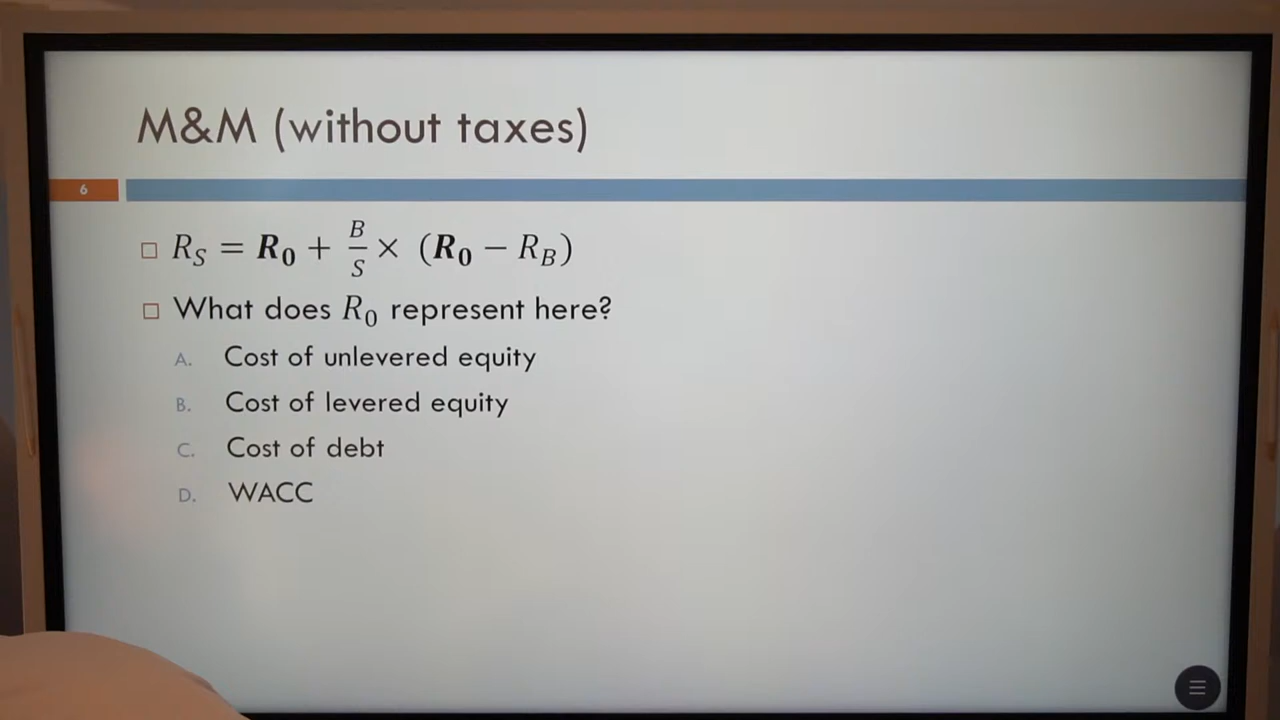 M&M (without taxes)
6
□ R_S = R_0 + B/S × (R_0 − R_B)
□ What does R_0 represent here?
A. Cost of unlevered equity
B. Cost of levered equity
C. Cost of debt
D. WACC